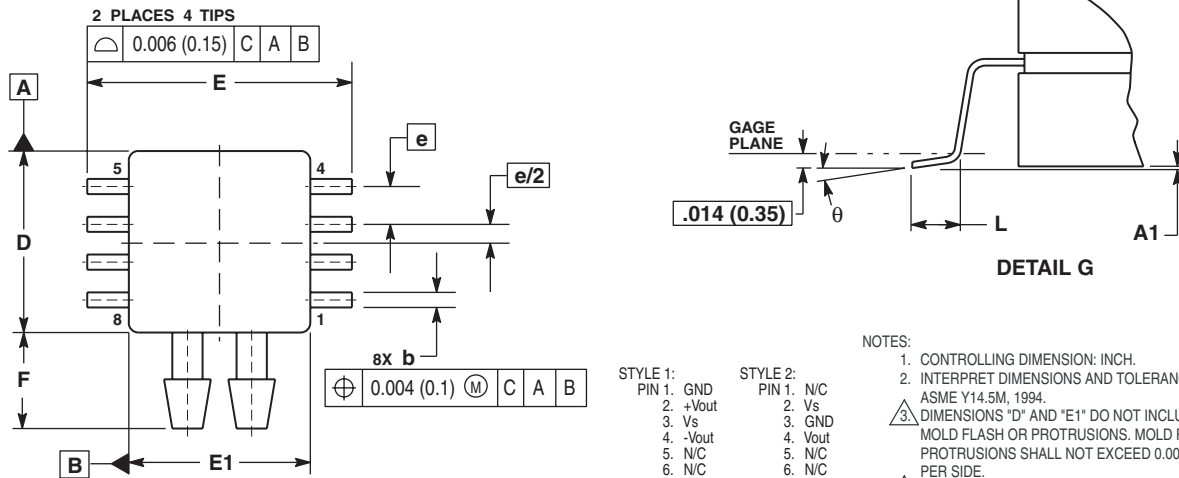 2 PLACES 4 TIPS
0.006 (0.15) C A B
E
A
e
5
4
e/2
D
8
1
F
8X b
0.004 (0.1) Ⓜ C A B
E1
B
GAGE
PLANE
.014 (0.35)
θ
L
A1
DETAIL G
STYLE 1:
PIN 1. GND
2. +Vout
3. Vs
4. -Vout
5. N/C
6. N/C
STYLE 2:
PIN 1. N/C
2. Vs
3. GND
4. Vout
5. N/C
6. N/C
NOTES:
1. CONTROLLING DIMENSION: INCH.
2. INTERPRET DIMENSIONS AND
ASME Y14.5M, 1994.
3. DIMENSIONS "D" AND "E1" DO NOT
MOLD FLASH OR PROTRUSIONS. MOLD
PROTRUSIONS SHALL NOT EXCEED
PER SIDE.